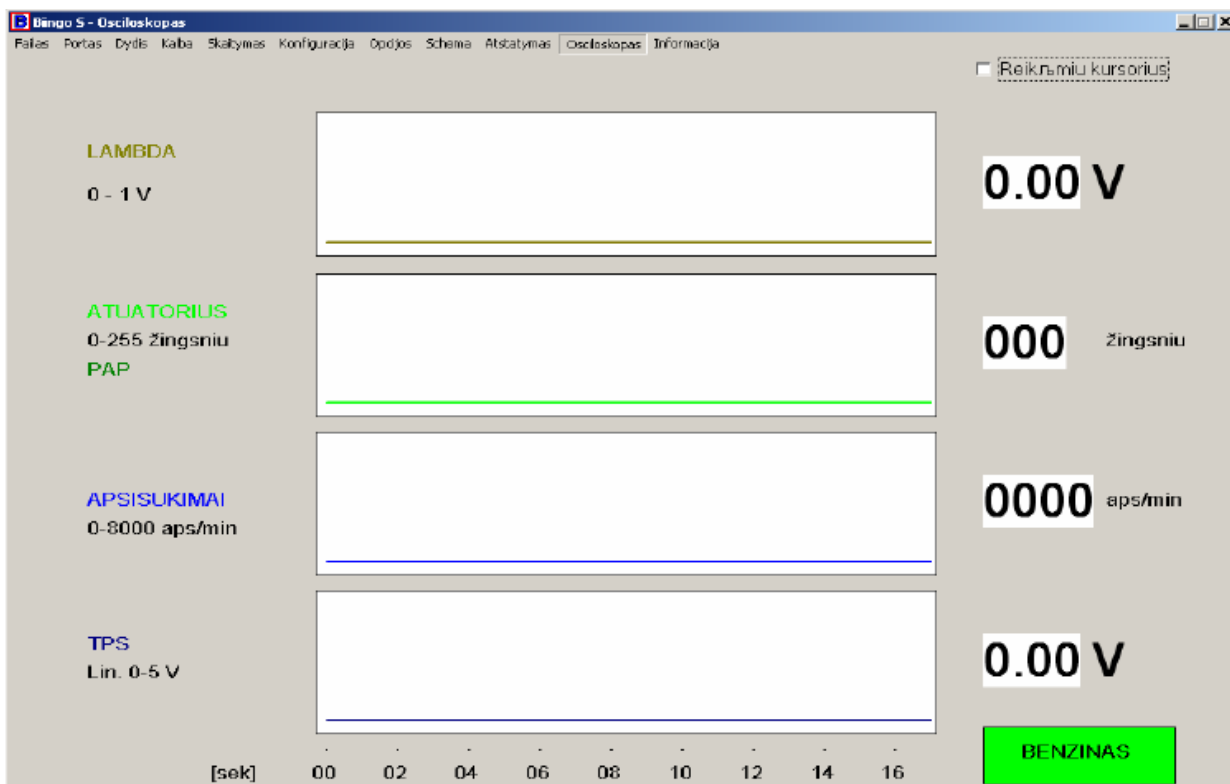 B Bingo S - Osciloskopas
Failas Portas Dydis Kalba Skaitymas Konfiguracija Opcijos Schema Atstatymas Osciloskopas Informacija
kursorius
LAMBDA
0 - 1 V
0.00 V
ATUATORIUS
0-255 žingsniu
PAP
000 žingsniu
APSISUKIMAI
0-8000 aps/min
0000 aps/min
TPS
Lin. 0-5 V
0.00 V
BENZINAS
[sek] 00 02 04 06 08 10 12 14 16